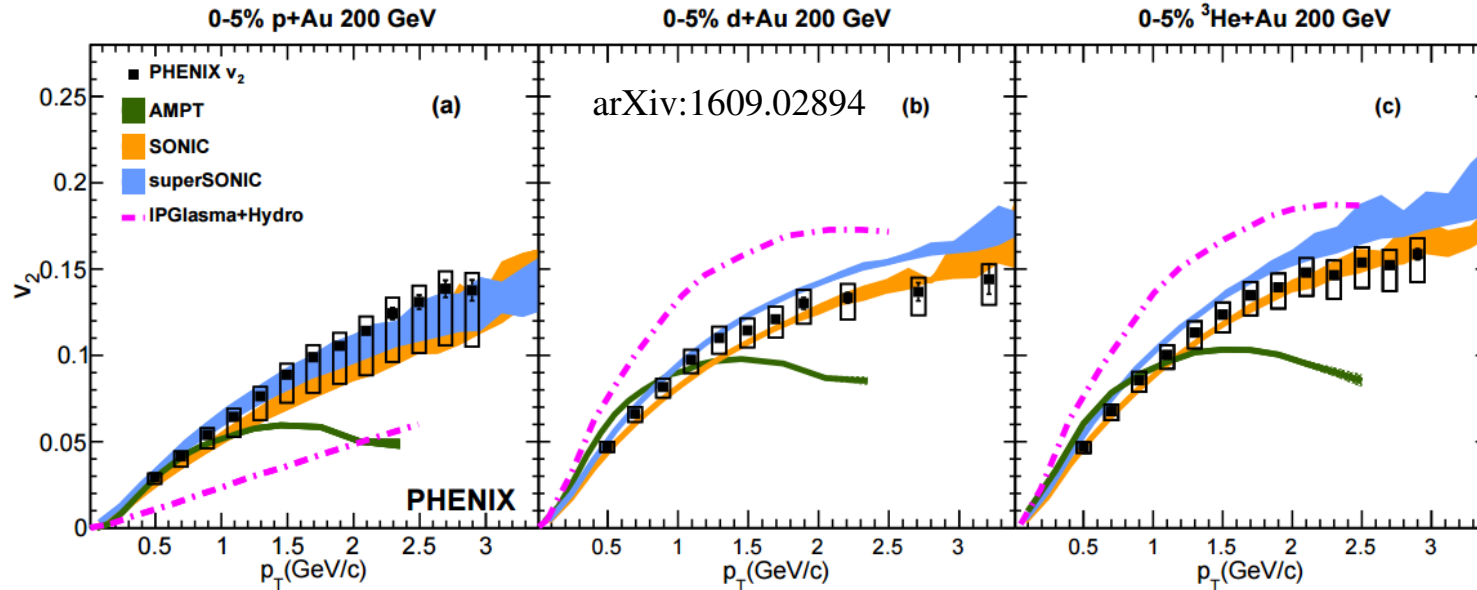 0-5% p+Au 200 GeV
0-5% d+Au 200 GeV
0-5% ³He+Au 200 GeV
PHENIX v₂
AMPT
SONIC
superSONIC
IPGlasma+Hydro
(a)
arXiv:1609.02894
(b)
(c)
v₂
0.25
0.2
0.15
0.1
0.05
0
PHENIX
0.5 1 1.5 2 2.5 3
0.5 1 1.5 2 2.5 3
0.5 1 1.5 2 2.5 3
p_T(GeV/c)
p_T(GeV/c)
p_T(GeV/c)